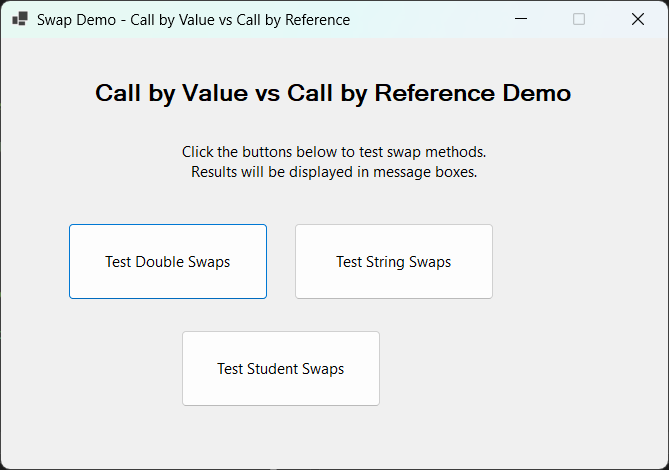 Swap Demo - Call by Value vs Call by Reference
Call by Value vs Call by Reference Demo
Click the buttons below to test swap methods.
Results will be displayed in message boxes.
Test Double Swaps
Test String Swaps
Test Student Swaps